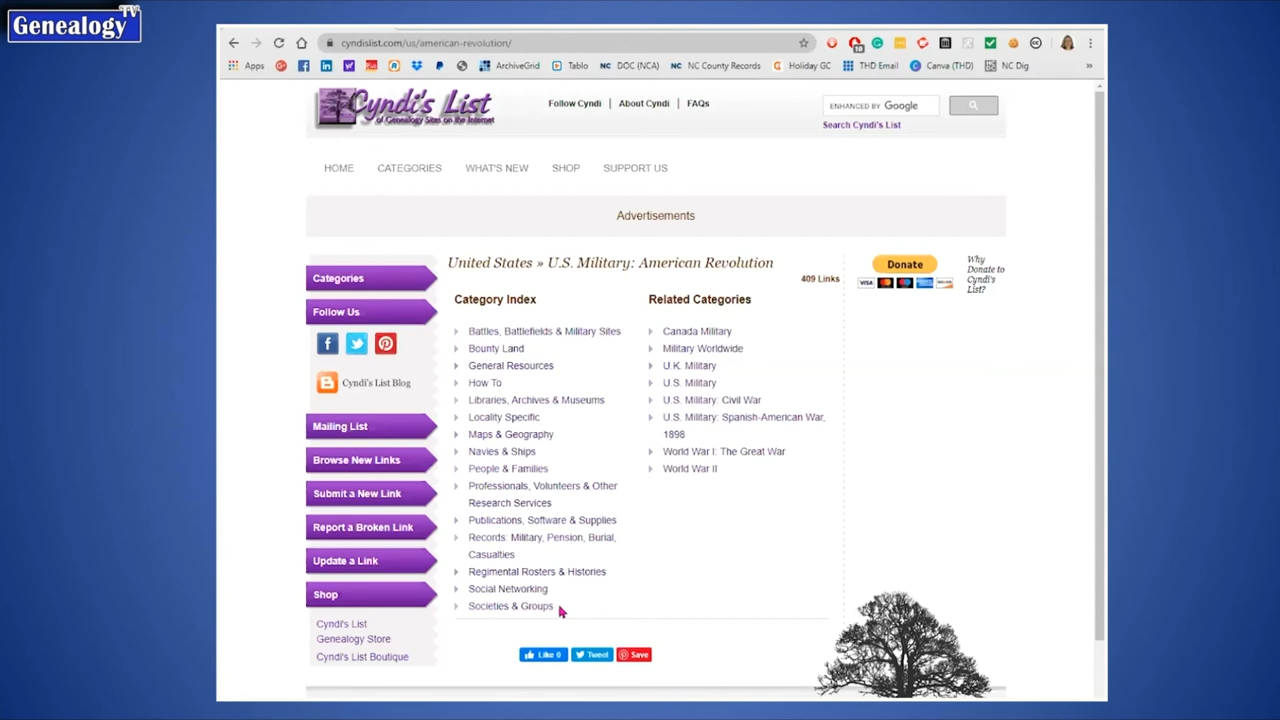 Genealogy TV
cyndislist.com/us/american-revolution/
10
Apps ArchiveGrid Tablo NC DOC (NCA) NC NC County Records Holiday GC THD Email Canva (THD) NC Dig »
Cyndi's List
of Genealogy Sites on the Internet
Follow Cyndi | About Cyndi | FAQs
ENHANCED BY Google
Search Cyndi's List
HOME CATEGORIES WHAT'S NEW SHOP SUPPORT US
Advertisements
Categories
Follow Us
Cyndi's List Blog
Mailing List
Browse New Links
Submit a New Link
Report a Broken Link
Update a Link
Shop
Cyndi's List
Genealogy Store
Cyndi's List Boutique
United States » U.S. Military: American Revolution
409 Links
Category Index
Battles, Battlefields & Military Sites
Bounty Land
General Resources
How To
Libraries, Archives & Museums
Locality Specific
Maps & Geography
Navies & Ships
People & Families
Professionals, Volunteers & Other
Research Services
Publications, Software & Supplies
Records: Military, Pension, Burial,
Casualties
Regimental Rosters & Histories
Social Networking
Societies & Groups
Related Categories
Canada Military
Military Worldwide
U.K. Military
U.S. Military
U.S. Military: Civil War
U.S. Military: Spanish-American War,
1898
World War I: The Great War
World War II
Like 0 Tweet Save
Donate
VISA
Why
Donate to
Cyndi's
List?